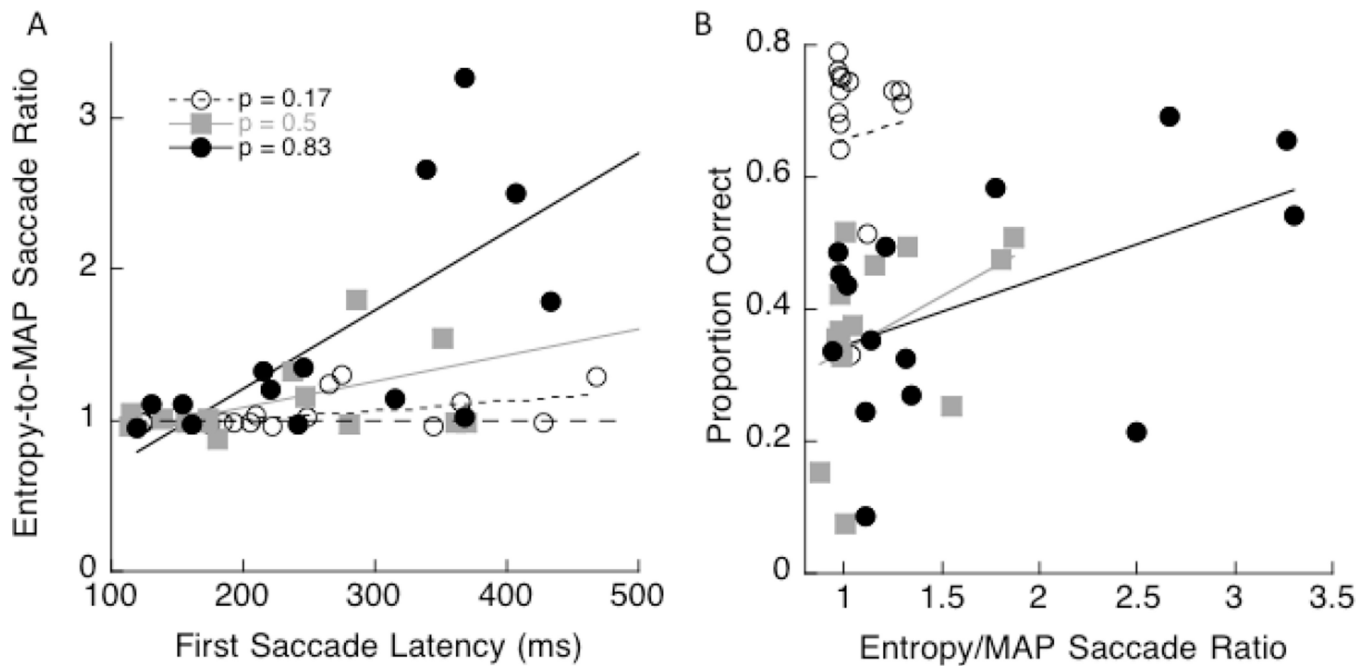 A
Entropy-to-MAP Saccade Ratio
3
2
1
0
p = 0.17
p = 0.5
p = 0.83
100 200 300 400 500
First Saccade Latency (ms)
B
Proportion Correct
0.8
0.6
0.4
0.2
0
1 1.5 2 2.5 3 3.5
Entropy/MAP Saccade Ratio